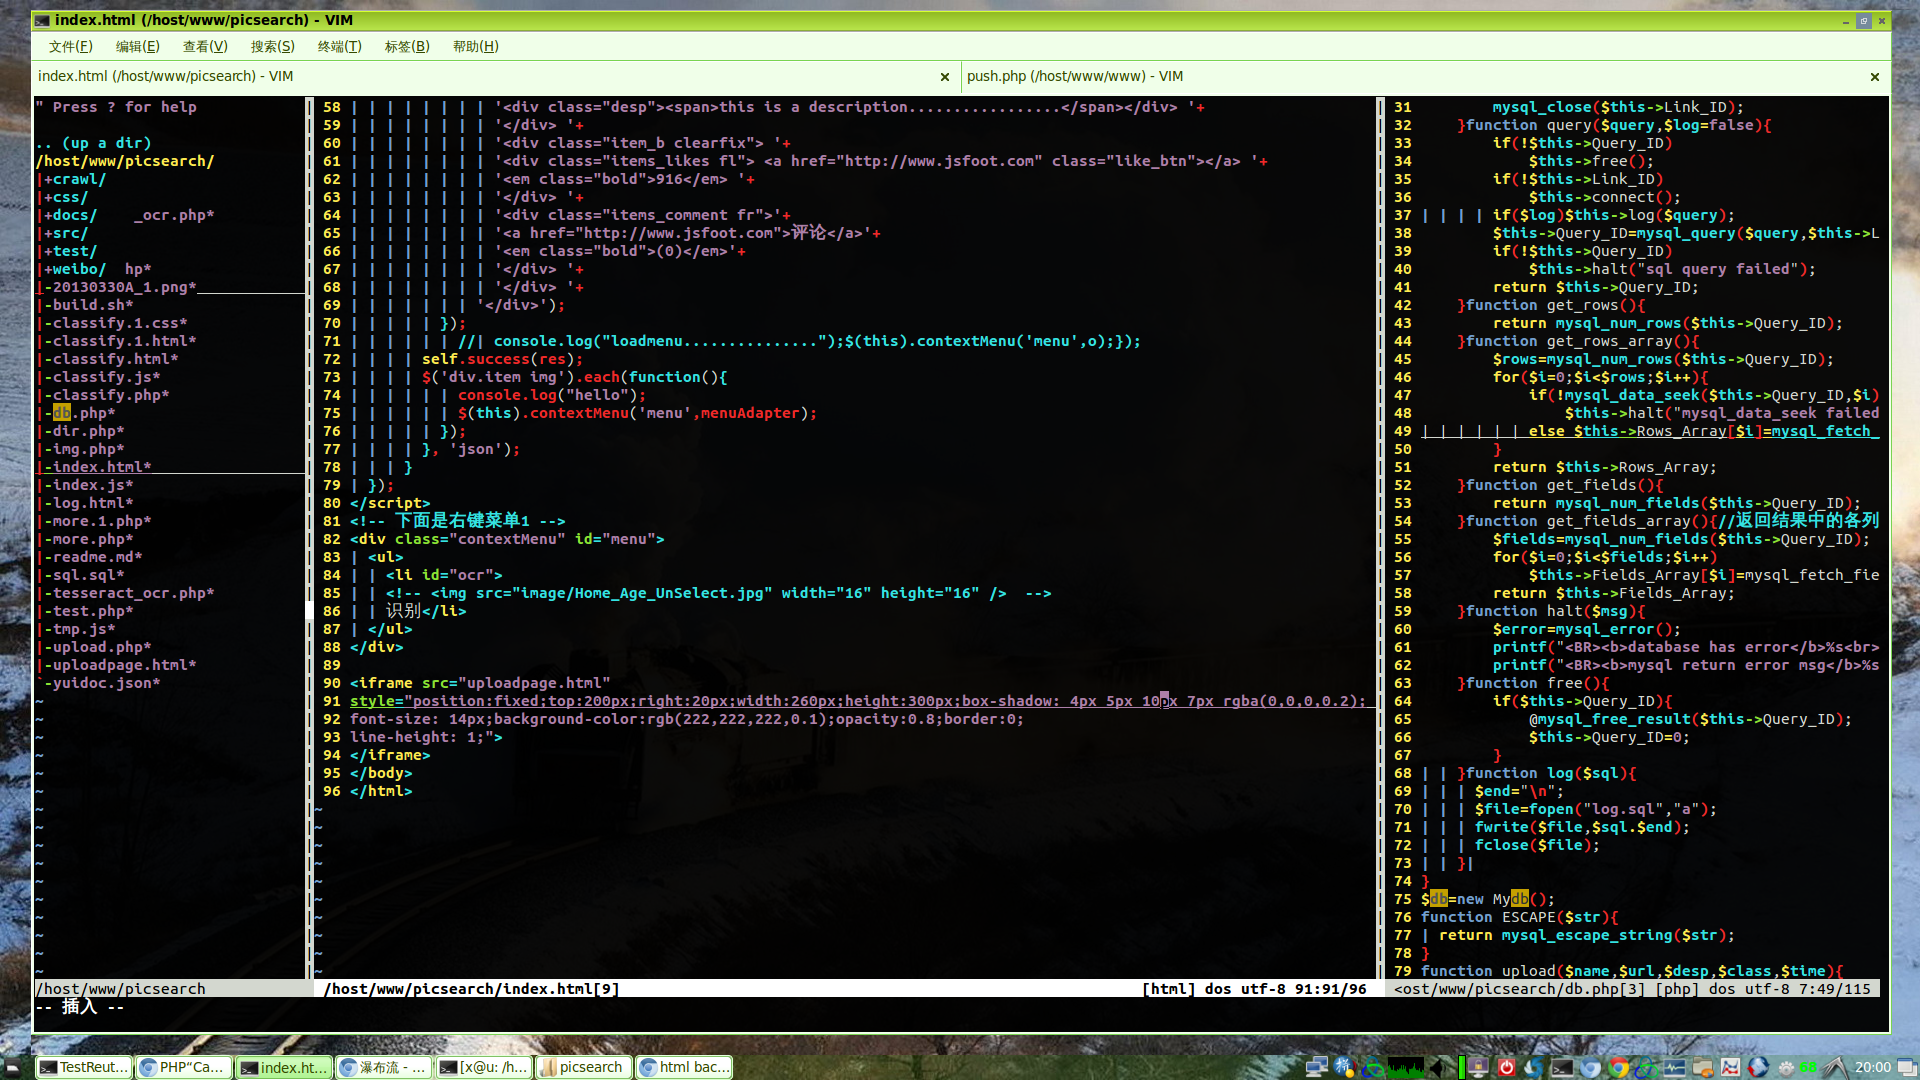 index.html (/host/www/picsearch) - VIM
文件(F) 编辑(E) 查看(V) 搜索(S) 终端(T) 标签(B) 帮助(H)
index.html (/host/www/picsearch) - VIM
push.php (/host/www/www) - VIM
" Press ? for help
.. (up a dir)
/host/www/picsearch/
|+crawl/
|+css/
|+docs/    _ocr.php*
|+src/
|+test/
|+weibo/  hp*
|-20130330A_1.png*
|-build.sh*
|-classify.1.css*
|-classify.1.html*
|-classify.html*
|-classify.js*
|-classify.php*
|-db.php*
|-dir.php*
|-img.php*
|-index.html*
|-index.js*
|-log.html*
|-more.1.php*
|-more.php*
|-readme.md*
|-sql.sql*
|-tesseract_ocr.php*
|-test.php*
|-tmp.js*
|-upload.php*
|-uploadpage.html*
`-yuidoc.json*
/host/www/picsearch
58 | | | | | | | | '<div class="desp"><span>this is a description.................</span></div> '+
59 | | | | | | | | '</div> '+
60 | | | | | | | | '<div class="item_b clearfix"> '+
61 | | | | | | | | '<div class="items_likes fl"> <a href="http://www.jsfoot.com" class="like_btn"></a> '+
62 | | | | | | | | '<em class="bold">916</em> '+
63 | | | | | | | | '</div> '+
64 | | | | | | | | '<div class="items_comment fr">'+
65 | | | | | | | | '<a href="http://www.jsfoot.com">评论</a>'+
66 | | | | | | | | '<em class="bold">(0)</em>'+
67 | | | | | | | | '</div> '+
68 | | | | | | | | '</div> '+
69 | | | | | | | '</div>');
70 | | | | | });
71 | | | | | | //| console.log("loadmenu...............");$(this).contextMenu('menu',o);});
72 | | | | self.success(res);
73 | | | | $('div.item img').each(function(){
74 | | | | | | console.log("hello");
75 | | | | | | $(this).contextMenu('menu',menuAdapter);
76 | | | | | });
77 | | | | }, 'json');
78 | | | }
79 | });
80 </script>
81 <!-- 下面是右键菜单1 -->
82 <div class="contextMenu" id="menu">
83 | <ul>
84 | | <li id="ocr">
85 | | <!-- <img src="image/Home_Age_UnSelect.jpg" width="16" height="16" />  -->
86 | | 识别</li>
87 | </ul>
88 </div>
89
90 <iframe src="uploadpage.html"
91 style="position:fixed;top:200px;right:20px;width:260px;height:300px;box-shadow: 4px 5px 10px 7px rgba(0,0,0,0.2);
92 font-size: 14px;background-color:rgb(222,222,222,0.1);opacity:0.8;border:0;
93 line-height: 1;">
94 </iframe>
95 </body>
96 </html>
/host/www/picsearch/index.html[9] [html] dos utf-8 91:91/96
31         mysql_close($this->Link_ID);
32     }function query($query,$log=false){
33         if(!$this->Query_ID)
34             $this->free();
35         if(!$this->Link_ID)
36             $this->connect();
37 | | | | if($log)$this->log($query);
38         $this->Query_ID=mysql_query($query,$this->L
39         if(!$this->Query_ID)
40             $this->halt("sql query failed");
41         return $this->Query_ID;
42     }function get_rows(){
43         return mysql_num_rows($this->Query_ID);
44     }function get_rows_array(){
45         $rows=mysql_num_rows($this->Query_ID);
46         for($i=0;$i<$rows;$i++){
47             if(!mysql_data_seek($this->Query_ID,$i)
48                 $this->halt("mysql_data_seek failed
49 | | | | | | else $this->Rows_Array[$i]=mysql_fetch_
50         }
51         return $this->Rows_Array;
52     }function get_fields(){
53         return mysql_num_fields($this->Query_ID);
54     }function get_fields_array(){//返回结果中的各列
55         $fields=mysql_num_fields($this->Query_ID);
56         for($i=0;$i<$fields;$i++)
57             $this->Fields_Array[$i]=mysql_fetch_fie
58         return $this->Fields_Array;
59     }function halt($msg){
60         $error=mysql_error();
61         printf("<BR><b>database has error</b>%s<br>
62         printf("<BR><b>mysql return error msg</b>%s
63     }function free(){
64         if($this->Query_ID){
65             @mysql_free_result($this->Query_ID);
66             $this->Query_ID=0;
67         }
68 | | }function log($sql){
69 | | | $end="\n";
70 | | | $file=fopen("log.sql","a");
71 | | | fwrite($file,$sql.$end);
72 | | | fclose($file);
73 | | }|
74 }
75 $db=new Mydb();
76 function ESCAPE($str){
77 | return mysql_escape_string($str);
78 }
79 function upload($name,$url,$desp,$class,$time){
<ost/www/picsearch/db.php[3] [php] dos utf-8 7:49/115
-- 插入 --
TestReut... PHP“Ca... index.ht... 瀑布流 - ... [x@u: /h... picsearch html bac... 拼 68 20:00